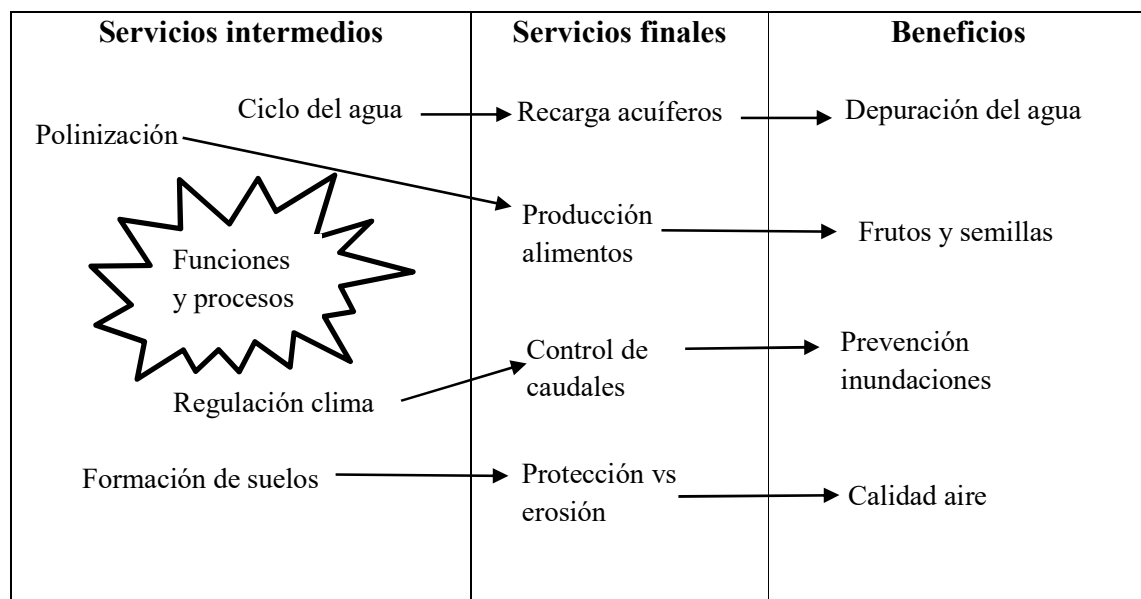 Servicios intermedios
Servicios finales
Beneficios
Ciclo del agua
Recarga acuíferos
Depuración del agua
Polinización
Producción
alimentos
Frutos y semillas
Funciones
y procesos
Control de
caudales
Prevención
inundaciones
Regulación clima
Formación de suelos
Protección vs
erosión
Calidad aire